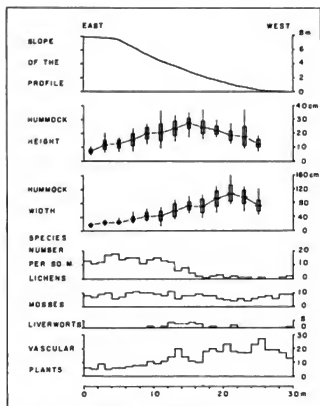 EAST WEST
SLOPE OF THE PROFILE
8 m
6
4
2
0
HUMMOCK HEIGHT
40 cm
30
20
10
0
HUMMOCK WIDTH
160 cm
120
80
40
0
SPECIES NUMBER PER SQ.M.
LICHENS
20
10
0
MOSSES
10
0
LIVERWORTS
0
VASCULAR PLANTS
30
20
10
0
0 10 20 30 m